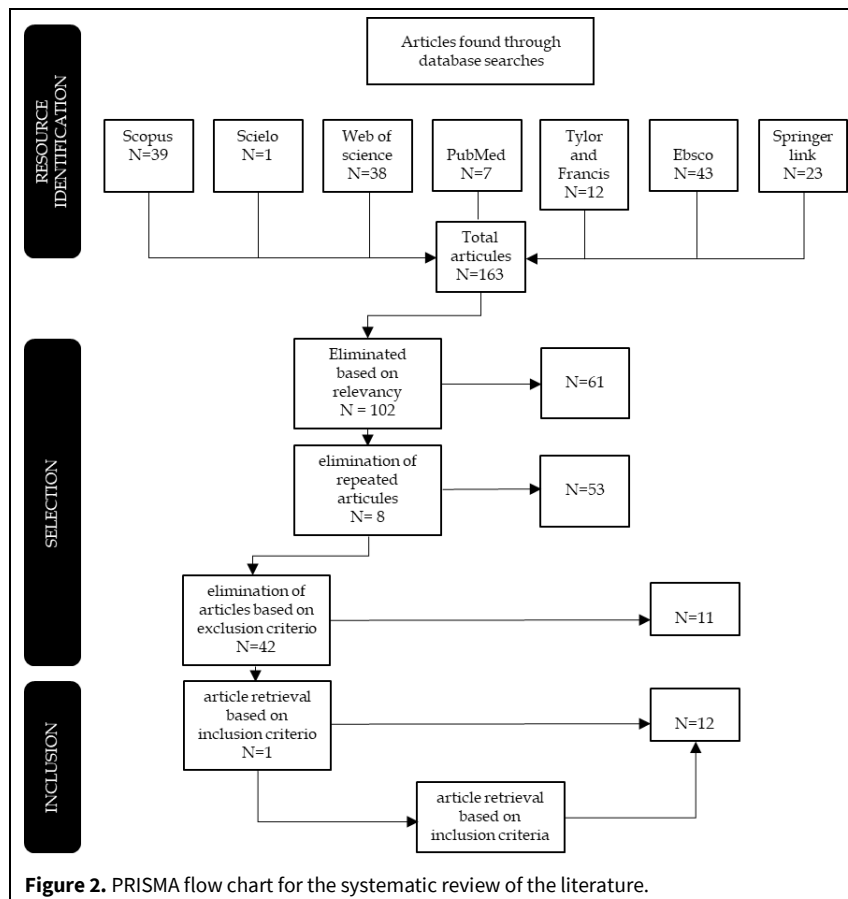 RESOURCE
IDENTIFICATION
Articles found through
database searches
Scopus
N=39
Scielo
N=1
Web of
science
N=38
PubMed
N=7
Tylor
and
Francis
N=12
Ebsco
N=43
Springer
link
N=23
Total
articules
N=163
SELECTION
Eliminated
based on
relevancy
N = 102
N=61
elimination of
repeated
articules
N= 8
N=53
elimination of
articles based on
exclusion criterio
N=42
N=11
INCLUSION
article retrieval
based on
inclusion criterio
N=1
N=12
article retrieval
based on
inclusion criteria
Figure 2. PRISMA flow chart for the systematic review of the literature.